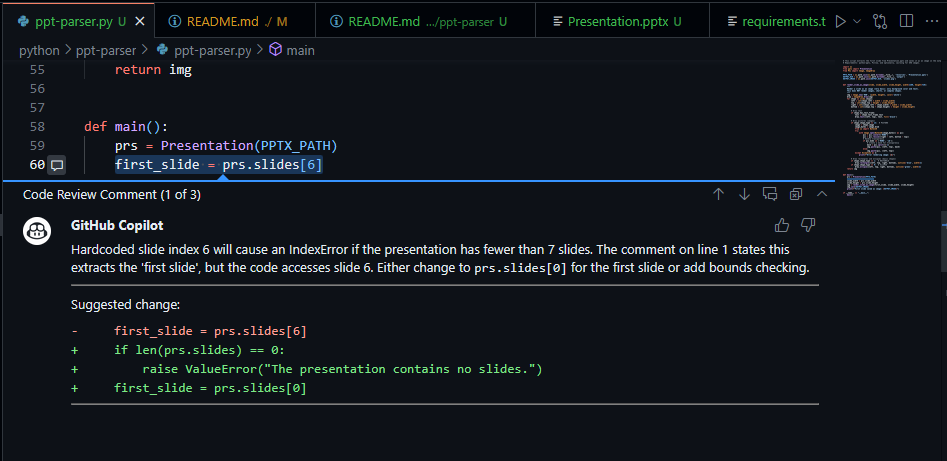 ppt-parser.py U
README.md ./ M
README.md .../ppt-parser U
Presentation.pptx U
requirements.t
python > ppt-parser > ppt-parser.py > main
55 return img
56
57
58 def main():
59 prs = Presentation(PPTX_PATH)
60 first_slide = prs.slides[6]
Code Review Comment (1 of 3)
GitHub Copilot
Hardcoded slide index 6 will cause an IndexError if the presentation has fewer than 7 slides. The comment on line 1 states this
extracts the 'first slide', but the code accesses slide 6. Either change to prs.slides[0] for the first slide or add bounds checking.
Suggested change:
- first_slide = prs.slides[6]
+ if len(prs.slides) == 0:
+ raise ValueError("The presentation contains no slides.")
+ first_slide = prs.slides[0]